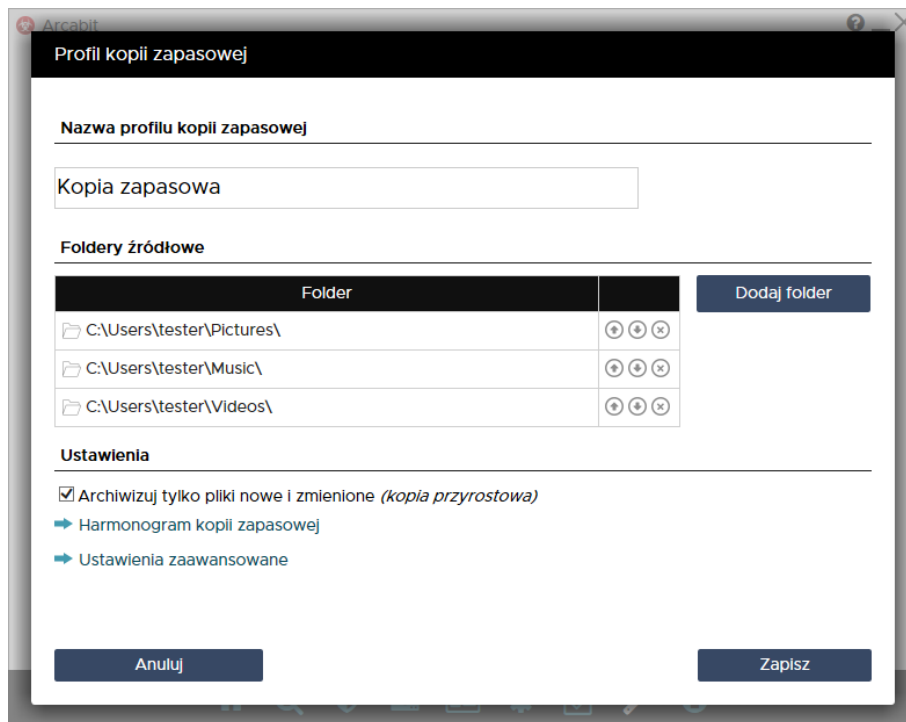 Arcabit
Profil kopii zapasowej
Nazwa profilu kopii zapasowej
Kopia zapasowa
Foldery źródłowe
Folder
Dodaj folder
C:\Users\tester\Pictures\
C:\Users\tester\Music\
C:\Users\tester\Videos\
Ustawienia
Archiwizuj tylko pliki nowe i zmienione (kopia przyrostowa)
Harmonogram kopii zapasowej
Ustawienia zaawansowane
Anuluj
Zapisz